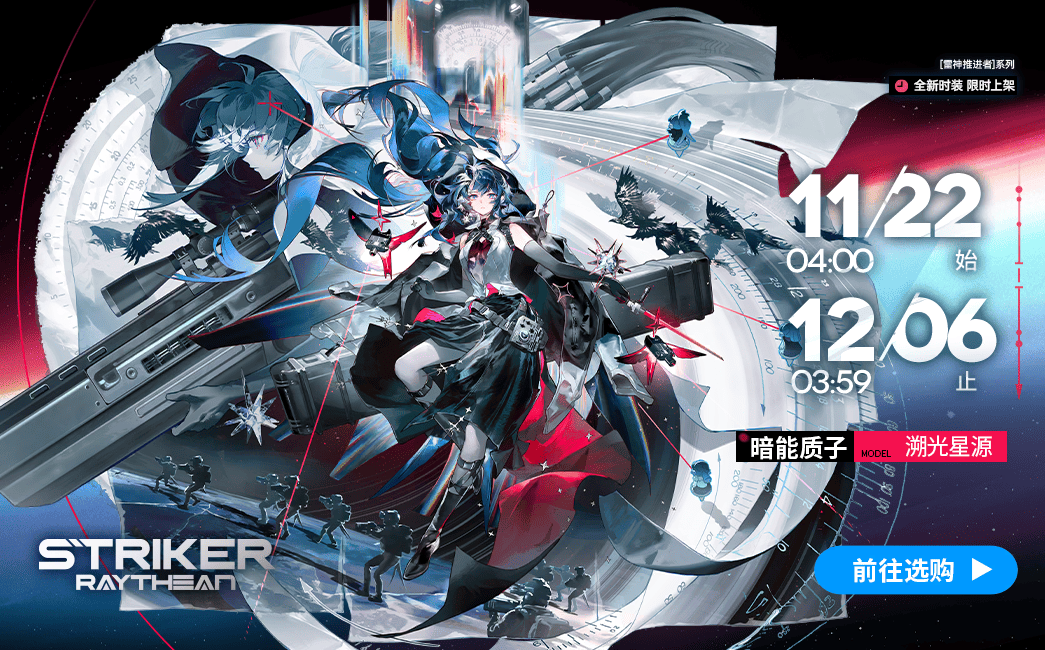 [雷神推进者]系列
全新时装 限时上架
11/22
04:00 始
12/06
03:59 止
暗能质子 MODEL 溯光星源
STRIKER
RAYTHEAN
前往选购